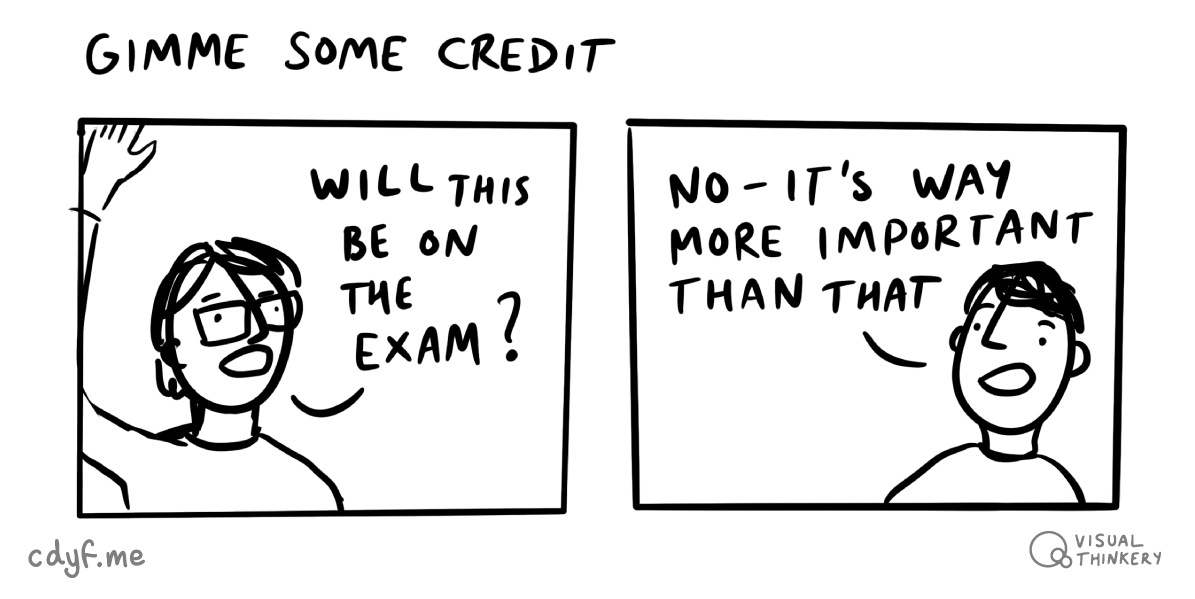 GIMME SOME CREDIT
WILL THIS
BE ON
THE
EXAM?
NO - IT'S WAY
MORE IMPORTANT
THAN THAT
cdyf.me
VISUAL
THINKERY